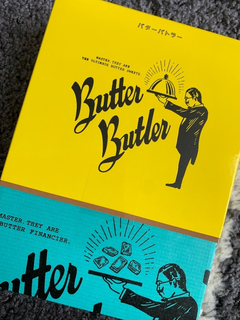 バターバトラー
MASTER THEY ARE
THE ULTIMATE BUTTER SWEETS
Butter
Butler
MASTER. THEY ARE
BUTTER FINANCIER.
utter